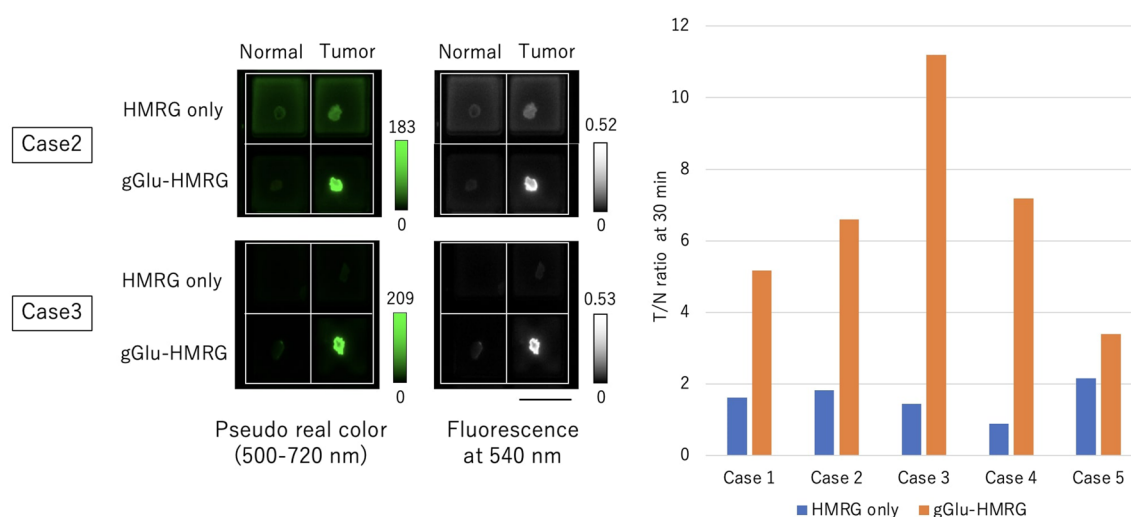 Normal Tumor
Normal Tumor
HMRG only
Case2
gGlu-HMRG
183
0
0.52
0
HMRG only
Case3
gGlu-HMRG
209
0
0.53
0
Pseudo real color
(500-720 nm)
Fluorescence
at 540 nm
T/N ratio at 30 min
12
10
8
6
4
2
0
Case 1 Case 2 Case 3 Case 4 Case 5
HMRG only gGlu-HMRG